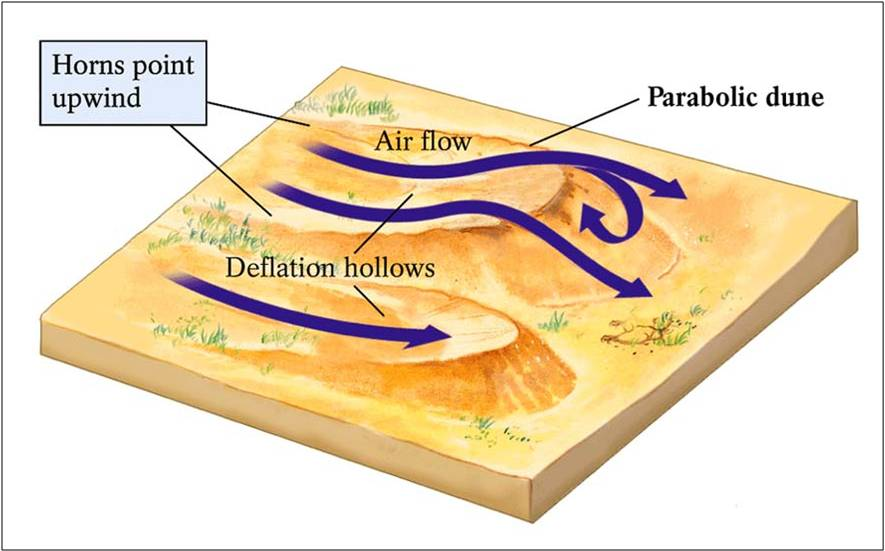 Horns point
upwind
Parabolic dune
Air flow
Deflation hollows